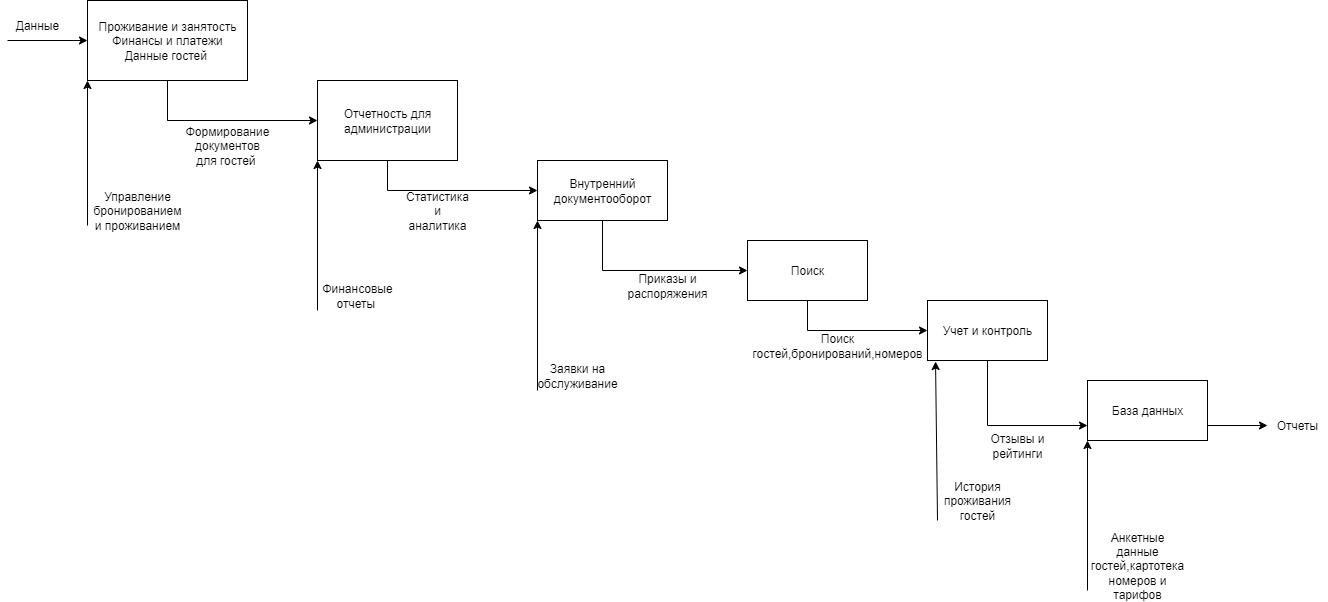 Данные
Проживание и занятость
Финансы и платежи
Данные гостей
Отчетность для
администрации
Формирование
документов
для гостей
Управление
бронированием
и проживанием
Внутренний
документооборот
Статистика
и
аналитика
Финансовые
отчеты
Поиск
Приказы и
распоряжения
Учет и контроль
Поиск
гостей,бронирований,номеров
Заявки на
обслуживание
База данных
Отчеты
Отзывы и
рейтинги
История
проживания
гостей
Анкетные
данные
гостей,картотека
номеров и
тарифов